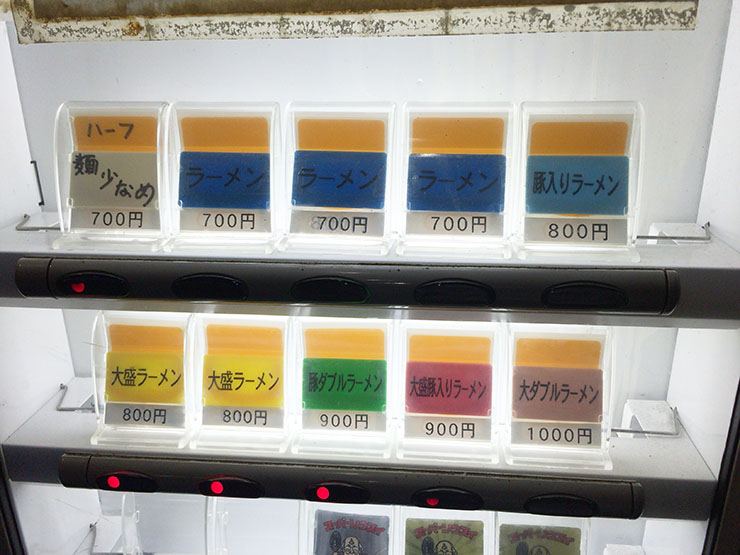 ハーフ
麺少なめ
700円
ラーメン
700円
ラーメン
700円
ラーメン
700円
豚入りラーメン
800円
大盛ラーメン
800円
大盛ラーメン
800円
豚ダブルラーメン
900円
大盛豚入りラーメン
900円
大ダブルラーメン
1000円